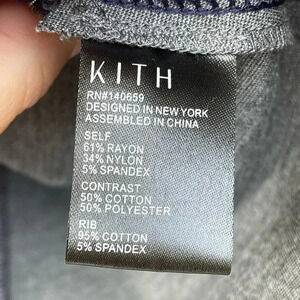 KITH
RN#140659
DESIGNED IN NEW YORK
ASSEMBLED IN CHINA
SELF
61% RAYON
34% NYLON
5% SPANDEX
CONTRAST
50% COTTON
50% POLYESTER
RIB
95% COTTON
5% SPANDEX